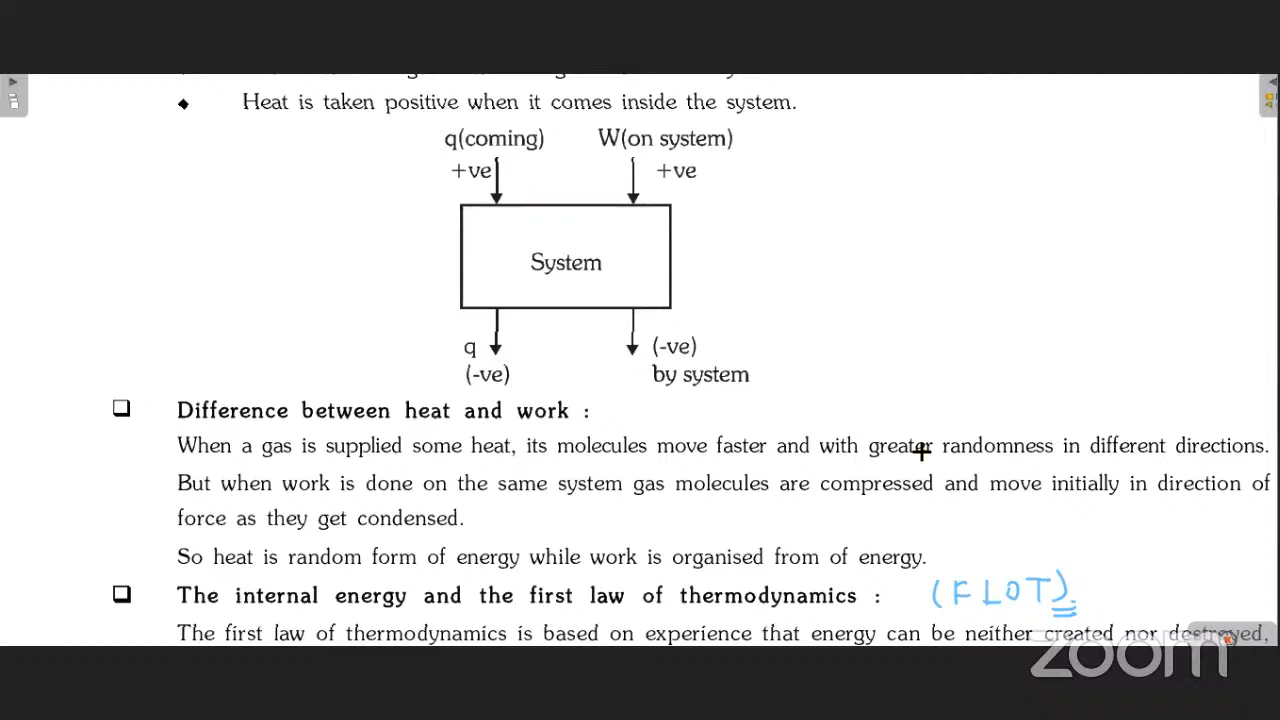 ◆ Heat is taken positive when it comes inside the system.
q(coming) W(on system)
+ve +ve
System
q (-ve)
(-ve) by system
❑ Difference between heat and work :
When a gas is supplied some heat, its molecules move faster and with greater randomness in different directions.
But when work is done on the same system gas molecules are compressed and move initially in direction of
force as they get condensed.
So heat is random form of energy while work is organised from of energy.
❑ The internal energy and the first law of thermodynamics : (FLOT).
The first law of thermodynamics is based on experience that energy can be neither created nor destroyed,
zoom